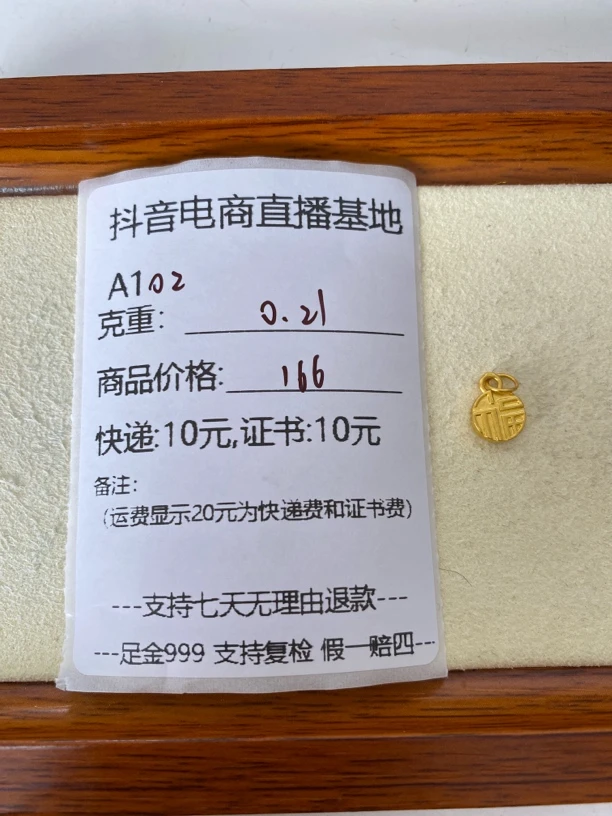 抖音电商直播基地
A102
克重: 0.21
商品价格: 166
快递:10元,证书:10元
备注:
(运费显示20元为快递费和证书费)
---支持七天无理由退款---
---足金999 支持复检 假一赔四---
福